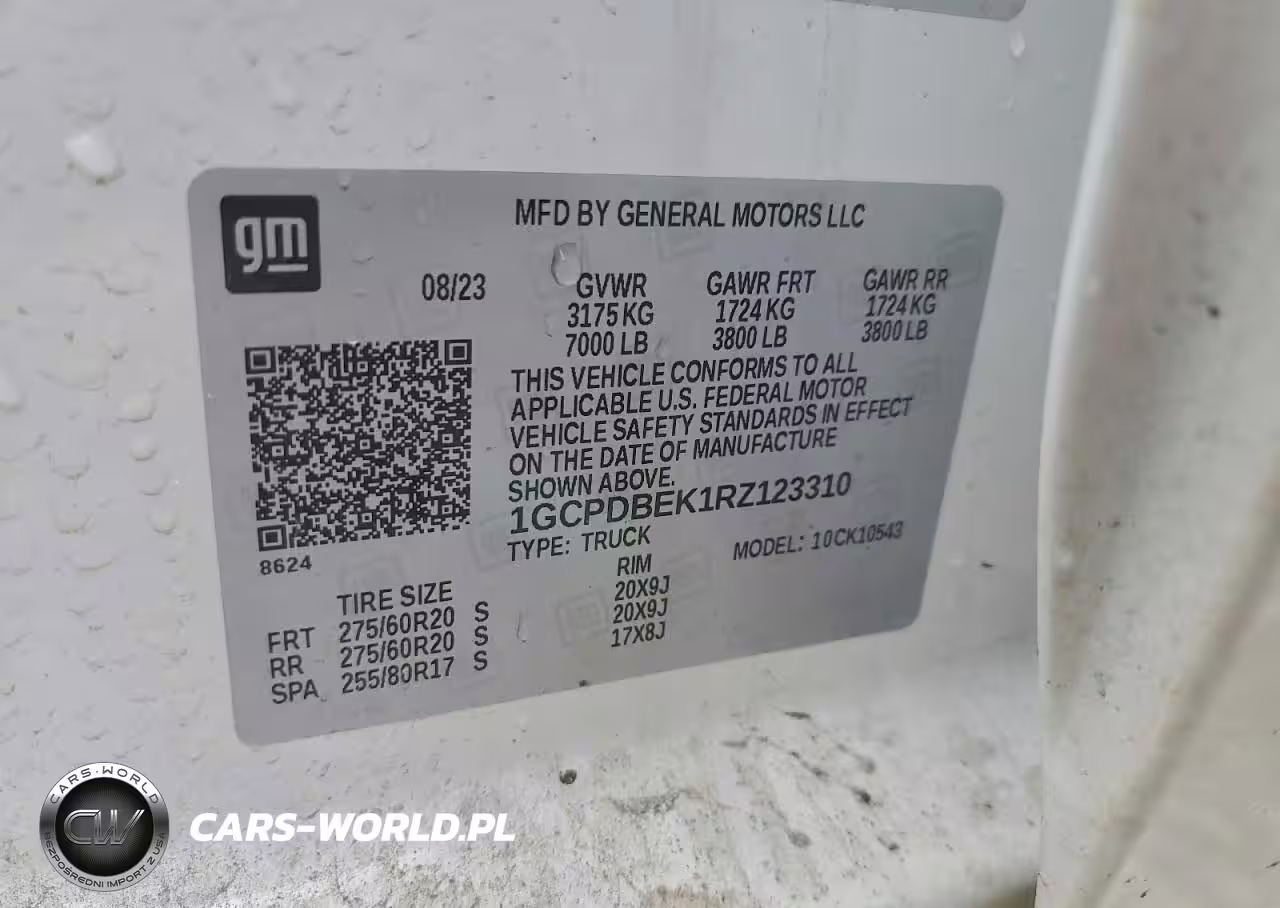 gm
MFD BY GENERAL MOTORS LLC
08/23
GVWR GAWR FRT GAWR RR
3175 KG 1724 KG 1724 KG
7000 LB 3800 LB 3800 LB
THIS VEHICLE CONFORMS TO ALL
APPLICABLE U.S. FEDERAL MOTOR
VEHICLE SAFETY STANDARDS IN EFFECT
ON THE DATE OF MANUFACTURE
SHOWN ABOVE.
1GCPDBEK1RZ123310
TYPE: TRUCK MODEL: 10CK10543
8624
TIRE SIZE RIM
FRT 275/60R20 S 20X9J
RR 275/60R20 S 20X9J
SPA 255/80R17 S 17X8J
CARS-WORLD
CW
BEZPOŚREDNI IMPORT Z USA
CARS-WORLD.PL